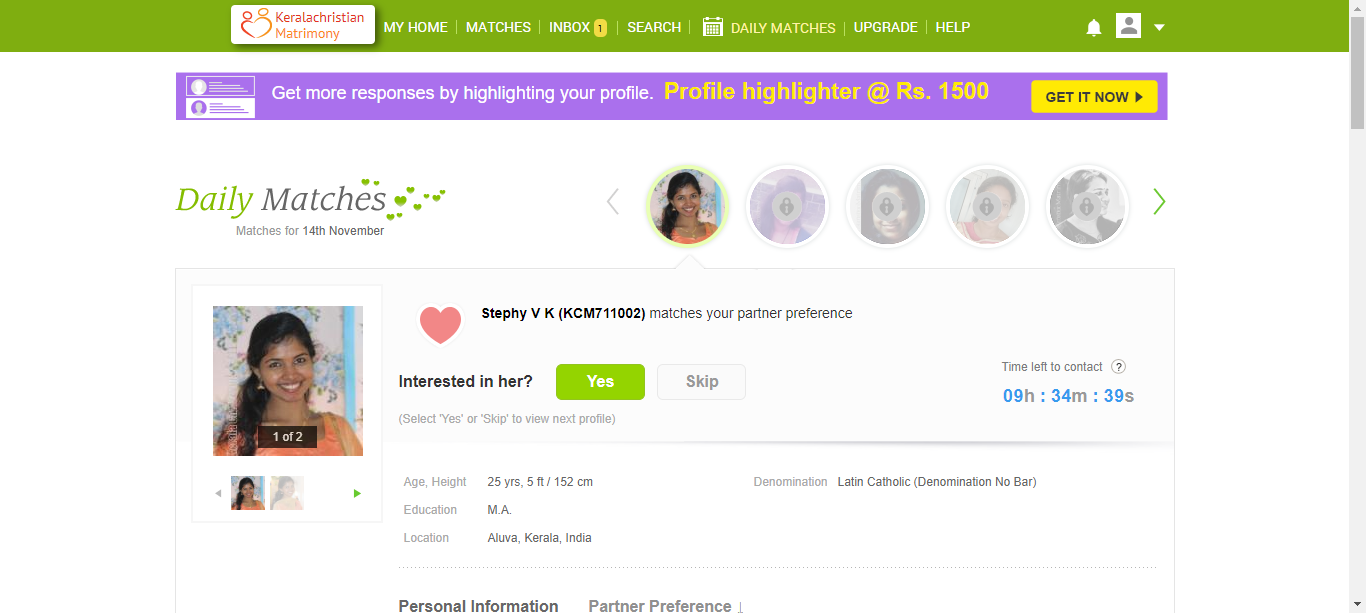 Keralachristian
Matrimony
MY HOME
MATCHES
INBOX 1
SEARCH
DAILY MATCHES
UPGRADE
HELP
Get more responses by highlighting your profile. Profile highlighter @ Rs. 1500
GET IT NOW
Daily Matches
Matches for 14th November
Stephy V K (KCM711002) matches your partner preference
Interested in her? Yes Skip
(Select 'Yes' or 'Skip' to view next profile)
Time left to contact ?
09h : 34m : 39s
1 of 2
Age, Height 25 yrs, 5 ft / 152 cm
Education M.A.
Location Aluva, Kerala, India
Denomination Latin Catholic (Denomination No Bar)
Personal Information Partner Preference